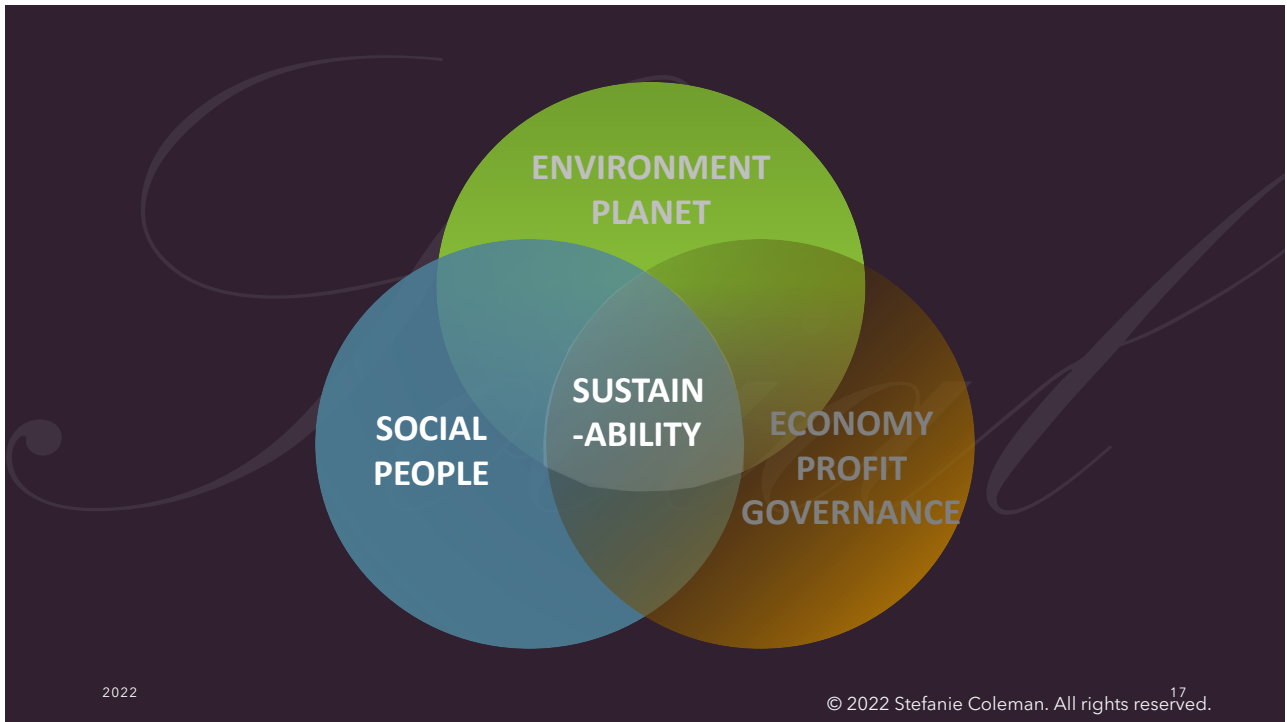 ENVIRONMENT
PLANET
SUSTAIN
-ABILITY
SOCIAL
PEOPLE
ECONOMY
PROFIT
GOVERNANCE
2022
17
© 2022 Stefanie Coleman. All rights reserved.